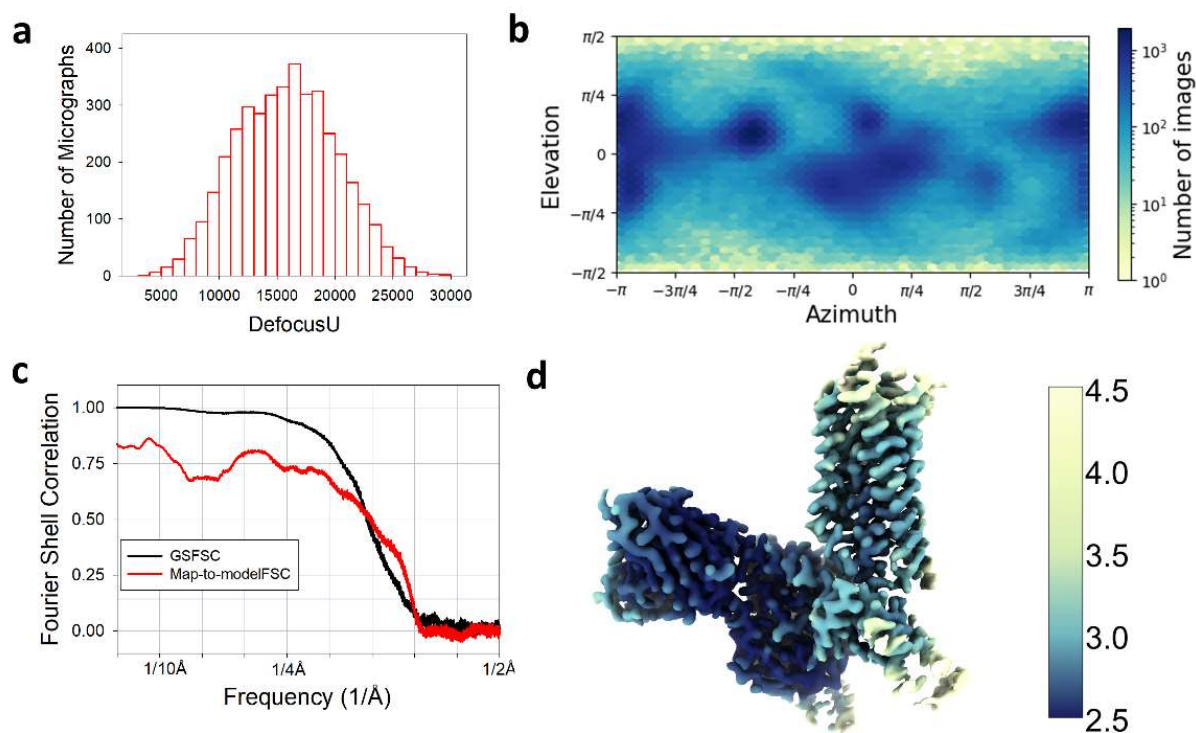 a
400
300
200
100
0
Number of Micrographs
5000 10000 15000 20000 25000 30000
DefocusU
b
π/2
π/4
0
−π/4
−π/2
Elevation
−π −3π/4 −π/2 −π/4 0 π/4 π/2 3π/4 π
Azimuth
10³
10²
10¹
10⁰
Number of images
c
1.00
0.75
0.50
0.25
0.00
Fourier Shell Correlation
GSFSC
Map-to-modelFSC
1/10Å 1/4Å 1/2Å
Frequency (1/Å)
d
4.5
4.0
3.5
3.0
2.5